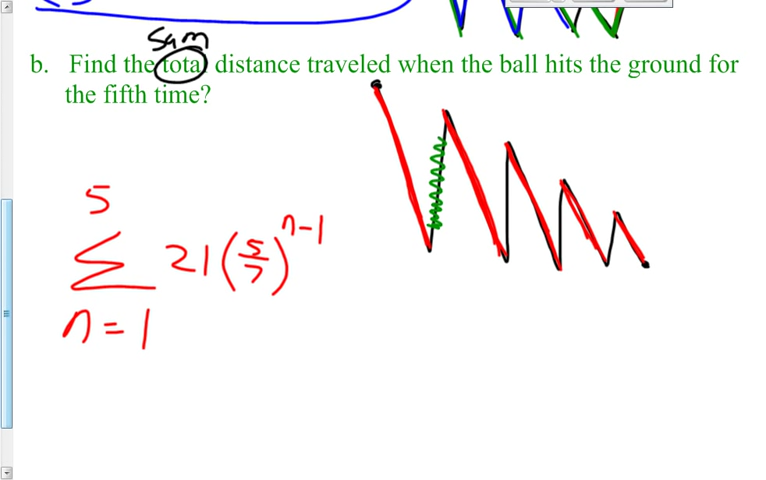 Sum
b. Find the total distance traveled when the ball hits the ground for
the fifth time?
5
Σ 21(5/7)^n-1
n = 1